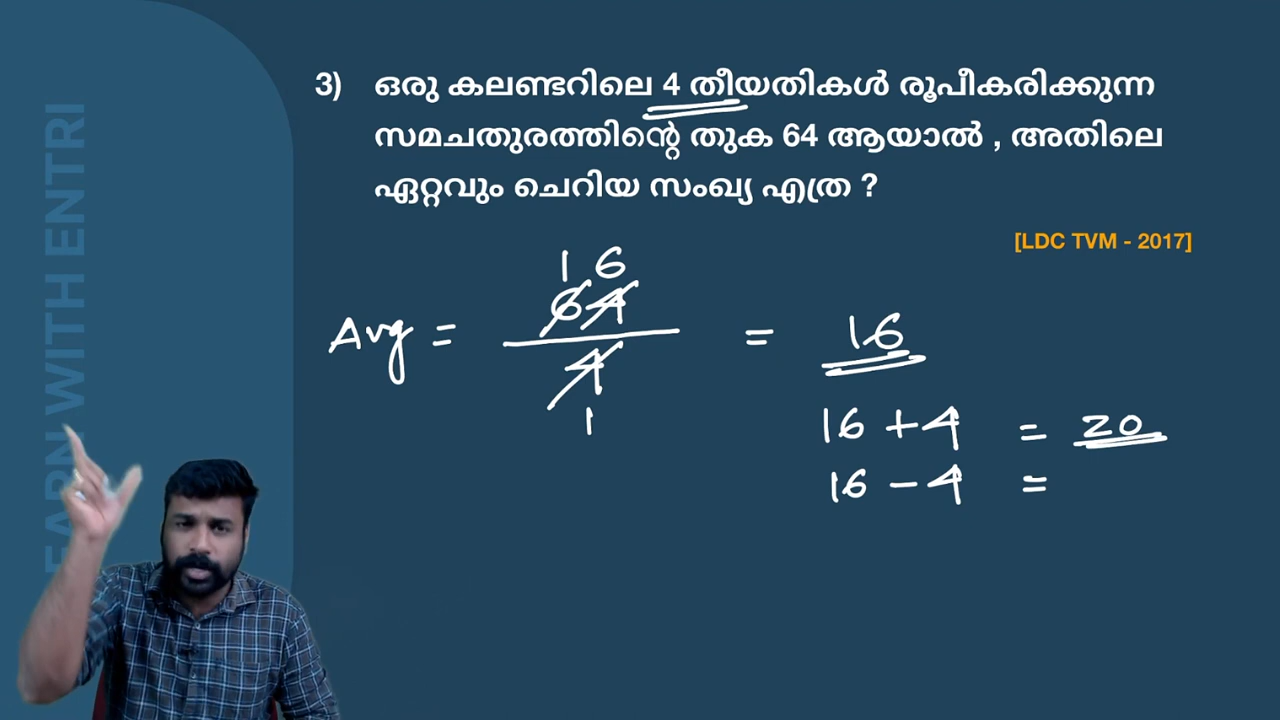 LEARN WITH ENTRI
3) ഒരു കലണ്ടറിലെ 4 തീയതികൾ രൂപീകരിക്കുന്ന
സമചതുരത്തിന്റെ തുക 64 ആയാൽ , അതിലെ
ഏറ്റവും ചെറിയ സംഖ്യ എത്ര ?
[LDC TVM - 2017]
16
Avg = 64 = 16
4
1
16 + 4 = 20
16 - 4 =